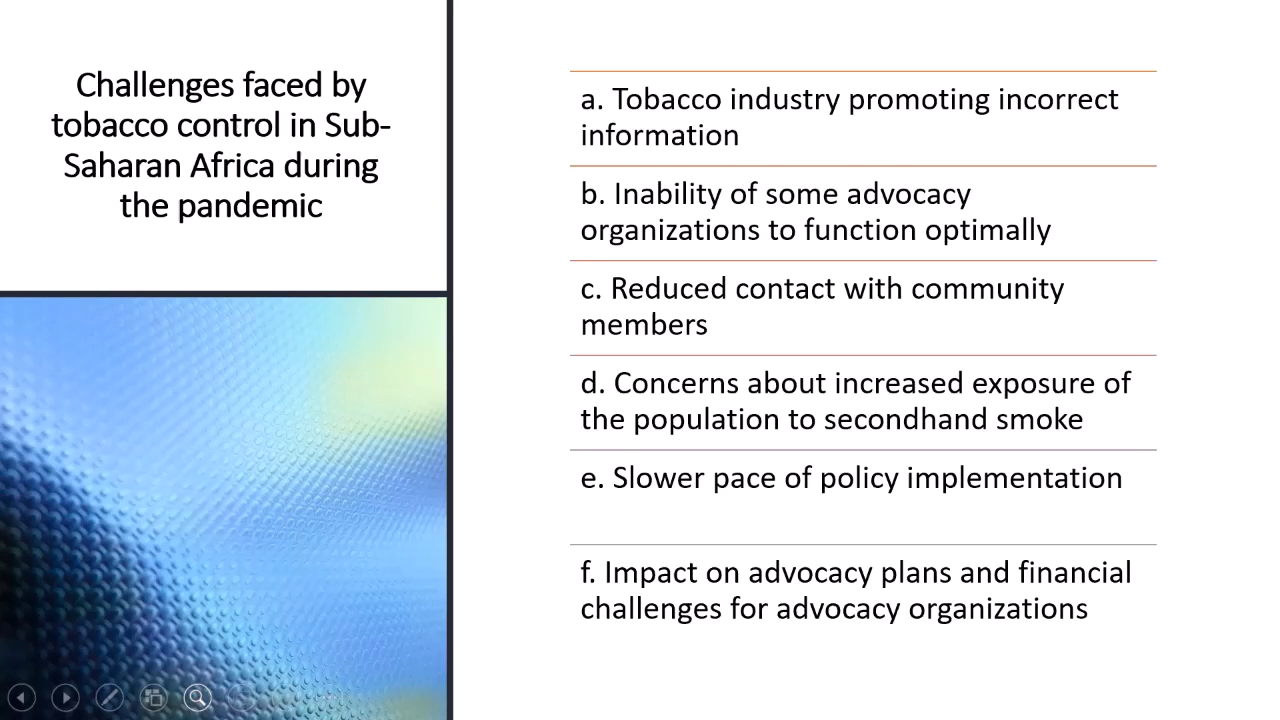 Challenges faced by
tobacco control in Sub-
Saharan Africa during
the pandemic
a. Tobacco industry promoting incorrect
information
b. Inability of some advocacy
organizations to function optimally
c. Reduced contact with community
members
d. Concerns about increased exposure of
the population to secondhand smoke
e. Slower pace of policy implementation
f. Impact on advocacy plans and financial
challenges for advocacy organizations